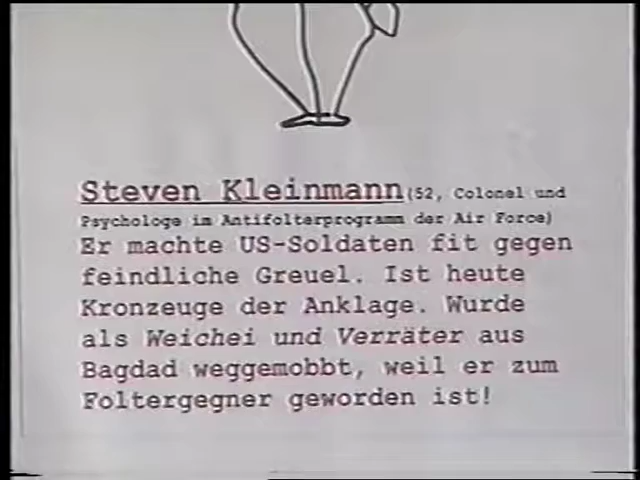 Steven Kleinmann (52, Colonel und
Psychologe im Antifolterprogramm der Air Force)
Er machte US-Soldaten fit gegen
feindliche Greuel. Ist heute
Kronzeuge der Anklage. Wurde
als Weichei und Verräter aus
Bagdad weggemobbt, weil er zum
Foltergegner geworden ist!